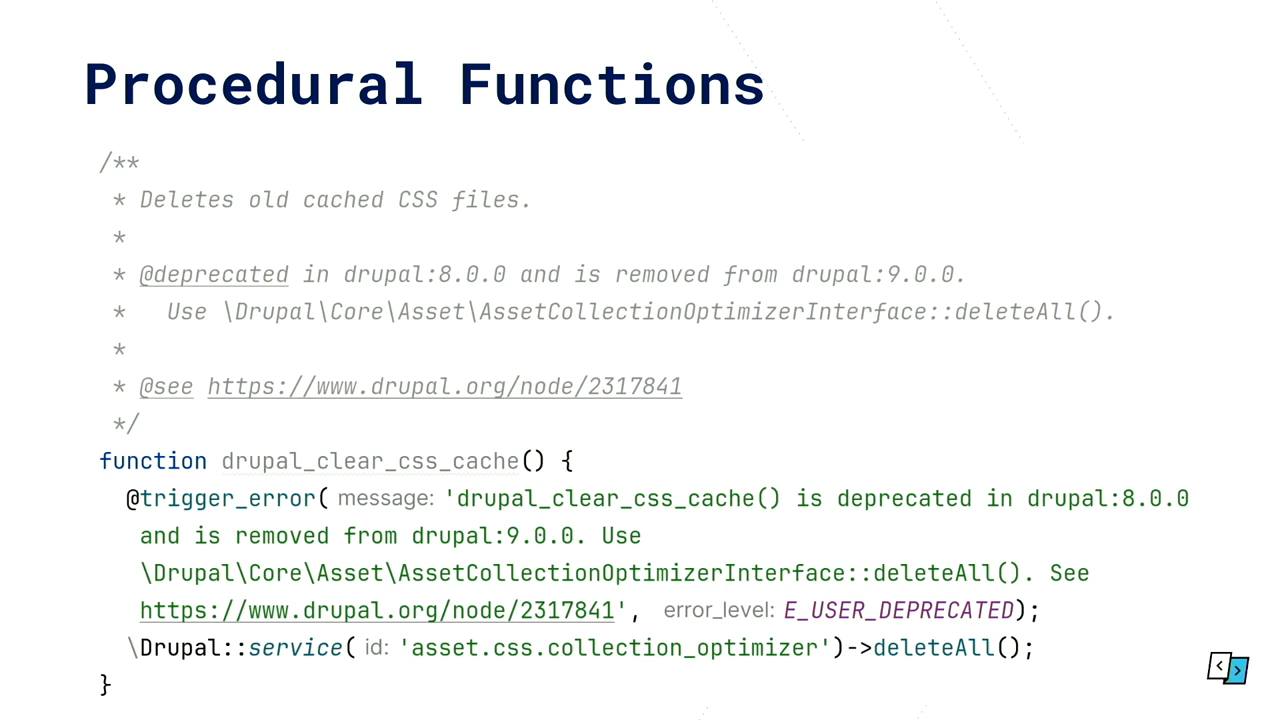 Procedural Functions
/**
 * Deletes old cached CSS files.
 *
 * @deprecated in drupal:8.0.0 and is removed from drupal:9.0.0.
 *   Use \Drupal\Core\Asset\AssetCollectionOptimizerInterface::deleteAll().
 *
 * @see https://www.drupal.org/node/2317841
 */
function drupal_clear_css_cache() {
  @trigger_error( message: 'drupal_clear_css_cache() is deprecated in drupal:8.0.0
   and is removed from drupal:9.0.0. Use
   \Drupal\Core\Asset\AssetCollectionOptimizerInterface::deleteAll(). See
   https://www.drupal.org/node/2317841', error_level: E_USER_DEPRECATED);
  \Drupal::service( id: 'asset.css.collection_optimizer')->deleteAll();
}